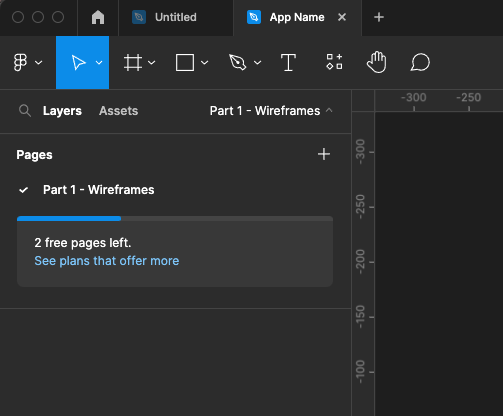 Untitled
App Name
Layers
Assets
Part 1 - Wireframes
-300
-250
Pages
Part 1 - Wireframes
2 free pages left.
See plans that offer more
-300
-250
-200
-150
-100